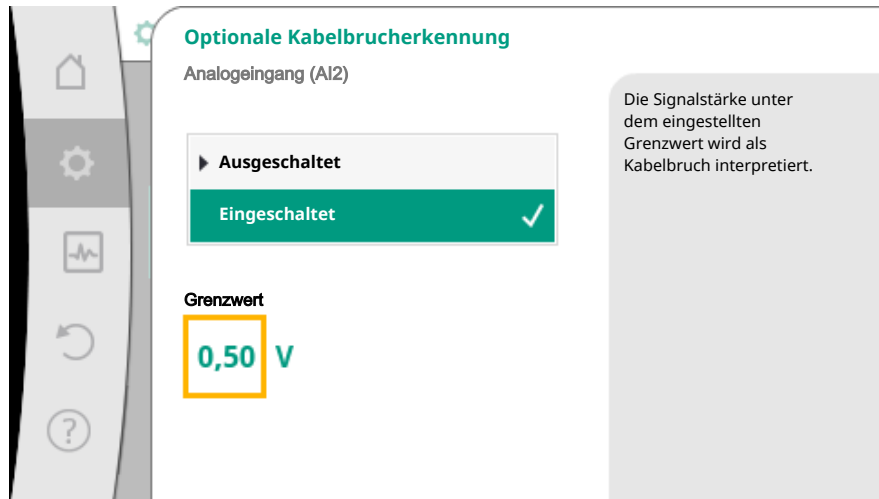 Optionale Kabelbrucherkennung
Analogeingang (AI2)
Die Signalstärke unter
dem eingestellten
Grenzwert wird als
Kabelbruch interpretiert.
Ausgeschaltet
Eingeschaltet
Grenzwert
0,50 V
?